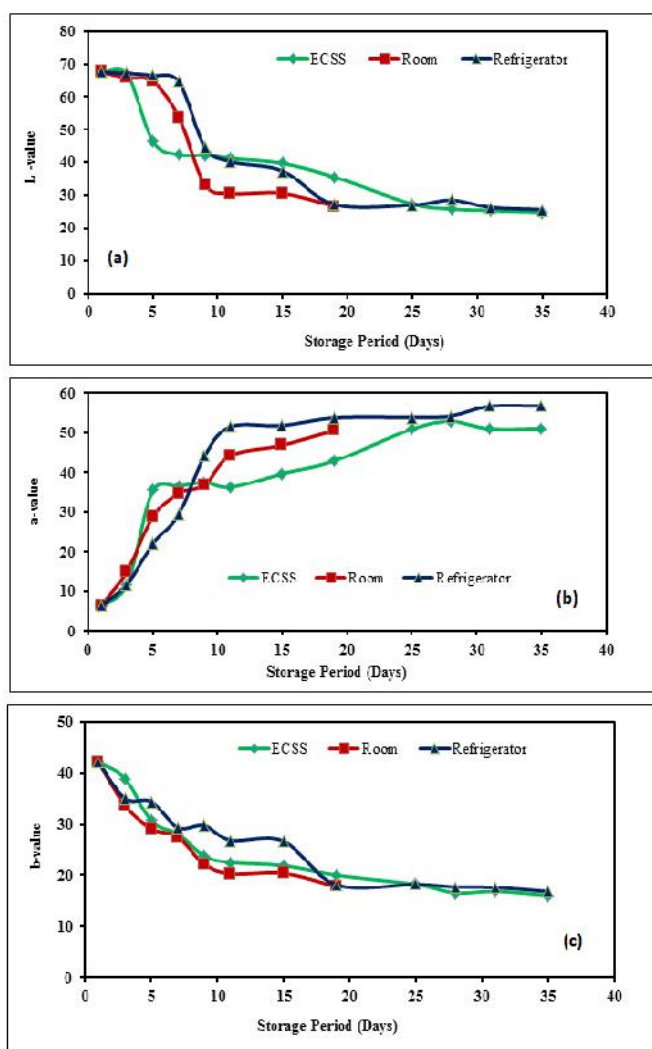 80
ECSS Room Refrigerator
70
60
50
40
30
20
10
0
L -value
(a)
0 5 10 15 20 25 30 35 40
Storage Period (Days)
60
50
40
30
20
10
0
a-value
ECSS Room Refrigerator
(b)
0 5 10 15 20 25 30 35 40
Storage Period (Days)
50
ECSS Room Refrigerator
40
30
20
10
0
b-value
(c)
0 5 10 15 20 25 30 35 40
Storage Period (Days)